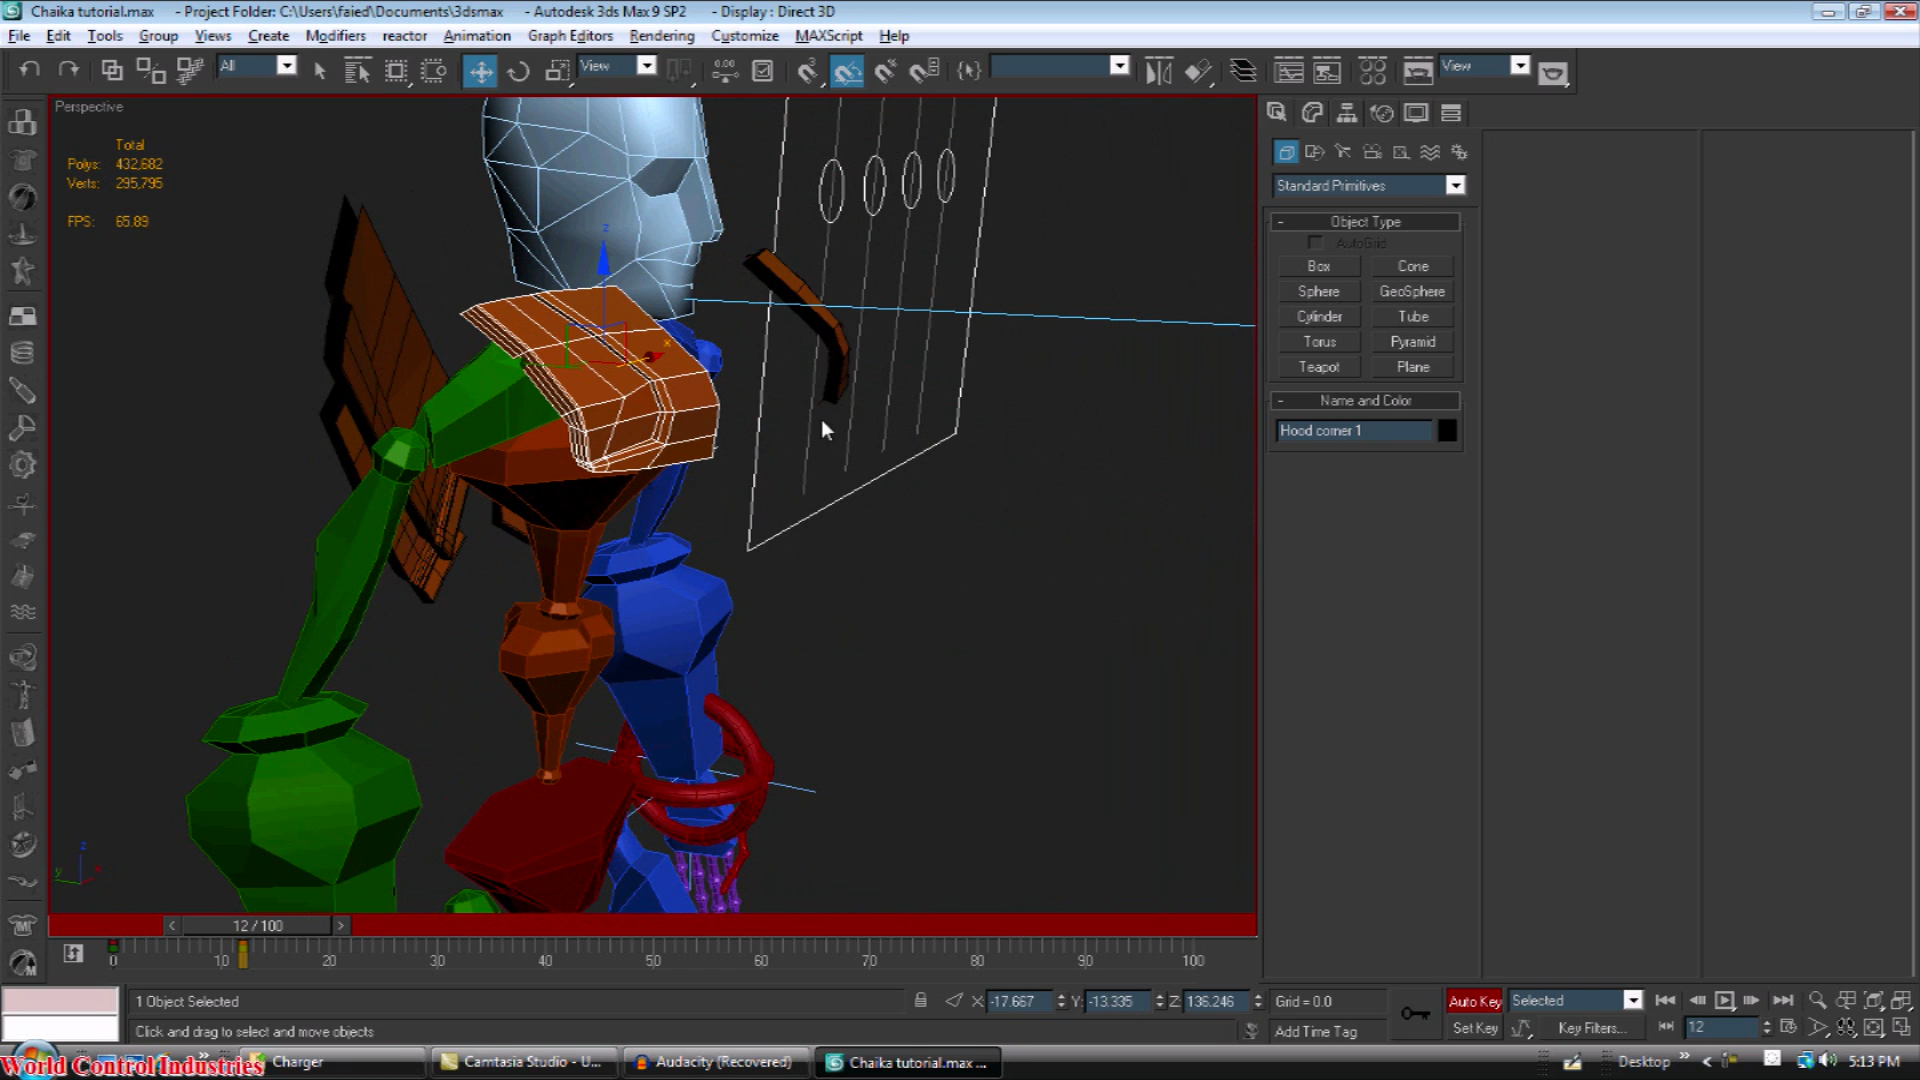 Chaika tutorial.max - Project Folder: C:\Users\faied\Documents\3dsmax - Autodesk 3ds Max 9 SP2 - Display : Direct 3D
File Edit Tools Group Views Create Modifiers reactor Animation Graph Editors Rendering Customize MAXScript Help
All View 0.00 View
Perspective
Total
Polys: 432,682
Verts: 295,795
FPS: 65.89
z
x
Standard Primitives
- Object Type
AutoGrid
Box Cone
Sphere GeoSphere
Cylinder Tube
Torus Pyramid
Teapot Plane
- Name and Color
Hood corner 1
z
y x
< 12 / 100 >
0 10 20 30 40 50 60 70 80 90 100
1 Object Selected X: -17.667 Y: -13.335 Z: 136.246 Grid = 0.0 Auto Key Selected
Click and drag to select and move objects Add Time Tag Set Key Key Filters... 12
World Control Industries Charger Camtasia Studio - U... Audacity (Recovered) Chaika tutorial.max ... Desktop 5:13 PM